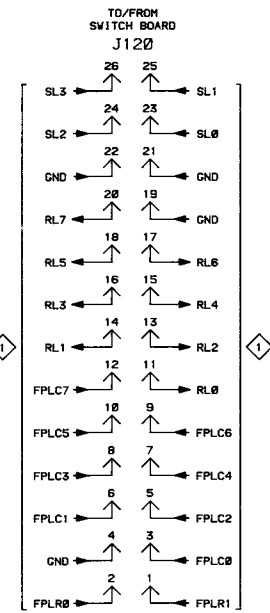 TO/FROM
SWITCH BOARD
J120
26 25
SL3 SL1
24 23
SL2 SL0
22 21
GND GND
20 19
RL7 GND
18 17
RL5 RL6
16 15
RL3 RL4
14 13
RL1 RL2
1 1
12 11
FPLC7 RL0
10 9
FPLC5 FPLC6
8 7
FPLC3 FPLC4
6 5
FPLC1 FPLC2
4 3
GND FPLC0
2 1
FPLR0 FPLR1